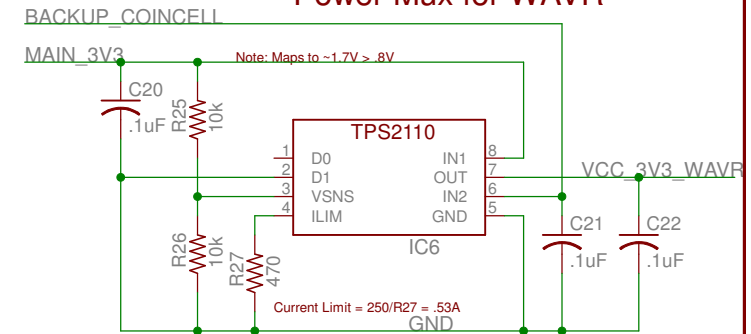 Power Mux for WAVR
BACKUP_COINCELL
MAIN_3V3
Note: Maps to ~1.7V > .8V
C20
.1uF
R25
10k
TPS2110
1
D0
IN1
8
2
D1
OUT
7
VCC_3V3_WAVR
3
VSNS
IN2
6
4
ILIM
GND
5
IC6
R26
10k
R27
470
C21
.1uF
C22
.1uF
Current Limit = 250/R27 = .53A
GND